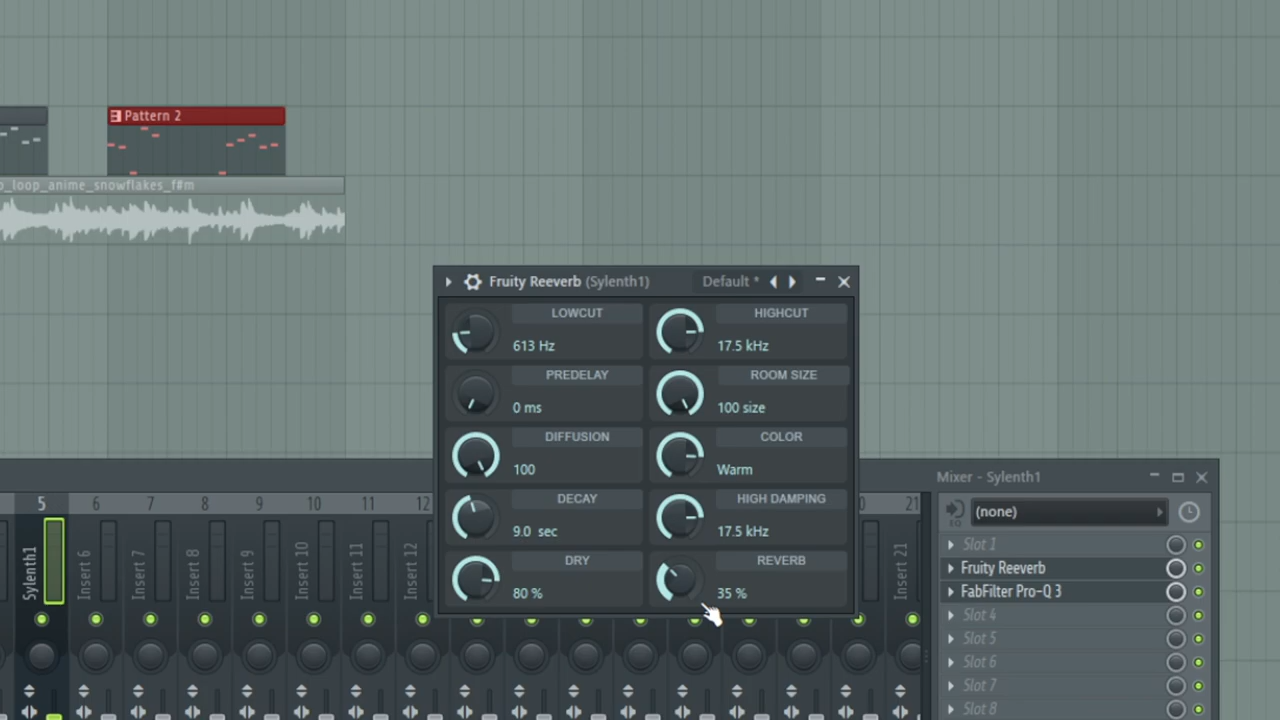 Pattern 2
_loop_anime_snowflakes_f#m
Fruity Reeverb (Sylenth1)
Default *
LOWCUT
613 Hz
HIGHCUT
17.5 kHz
PREDELAY
0 ms
ROOM SIZE
100 size
DIFFUSION
100
COLOR
Warm
DECAY
9.0 sec
HIGH DAMPING
17.5 kHz
DRY
80 %
REVERB
35 %
Mixer - Sylenth1
(none)
EQ
Slot 1
Fruity Reeverb
FabFilter Pro-Q 3
Slot 4
Slot 5
Slot 6
Slot 7
Slot 8
5 6 7 8 9 10 11 12 0 21
Sylenth1
Insert 6
Insert 7
Insert 8
Insert 9
Insert 10
Insert 11
Insert 12
Insert 21